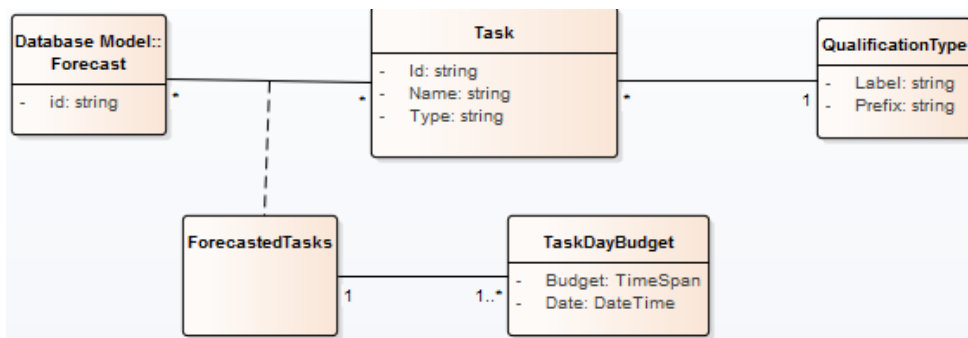 Database Model::
Forecast
- id: string
*
Task
- Id: string
- Name: string
- Type: string
*
*
1
QualificationType
- Label: string
- Prefix: string
ForecastedTasks
1
1..*
TaskDayBudget
- Budget: TimeSpan
- Date: DateTime